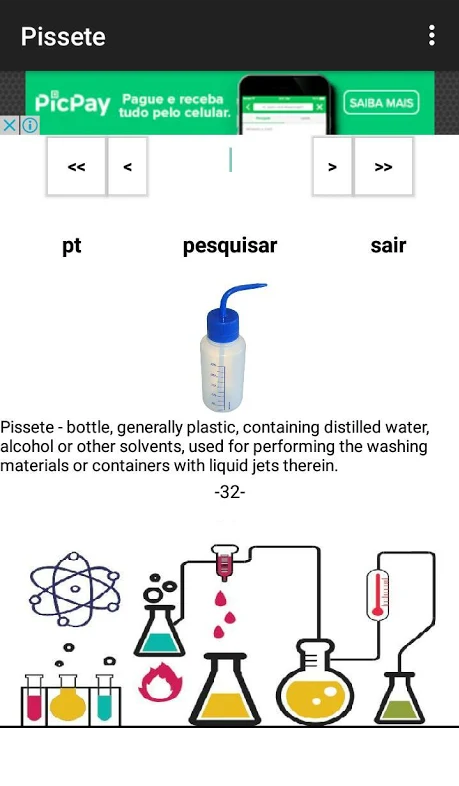 Pissete
PicPay
Pague e receba
tudo pelo celular.
SAIBA MAIS
<< < > >>
pt pesquisar sair
Pissete - bottle, generally plastic, containing distilled water,
alcohol or other solvents, used for performing the washing
materials or containers with liquid jets therein.
-32-